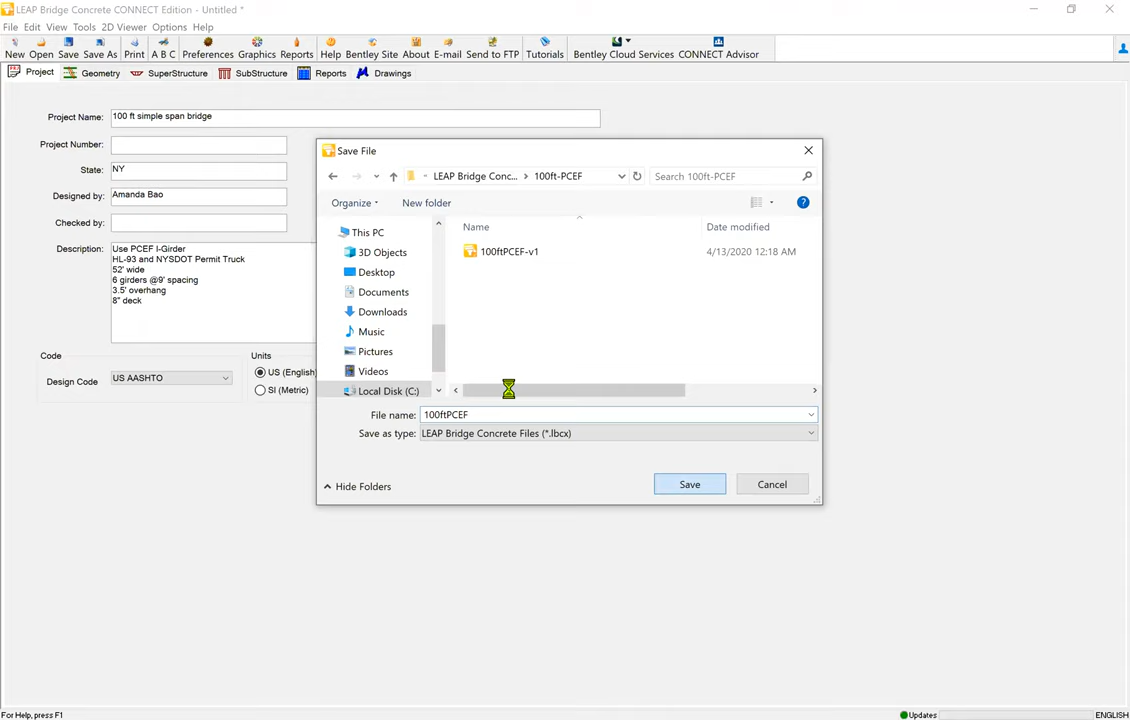 LEAP Bridge Concrete CONNECT Edition - Untitled *
File Edit View Tools 2D Viewer Options Help
New Open Save Save As Print A B C Preferences Graphics Reports Help Bentley Site About E-mail Send to FTP Tutorials Bentley Cloud Services CONNECT Advisor
Project Geometry SuperStructure SubStructure Reports Drawings
Project Name: 100 ft simple span bridge
Project Number:
State: NY
Designed by: Amanda Bao
Checked by:
Description: Use PCEF I-Girder
HL-93 and NYSDOT Permit Truck
52' wide
6 girders @9' spacing
3.5' overhang
8" deck
Code
Design Code US AASHTO
Units
US (English)
SI (Metric)
Save File
LEAP Bridge Conc... 100ft-PCEF Search 100ft-PCEF
Organize New folder
This PC
3D Objects
Desktop
Documents
Downloads
Music
Pictures
Videos
Local Disk (C:)
Name Date modified
100ftPCEF-v1 4/13/2020 12:18 AM
File name: 100ftPCEF
Save as type: LEAP Bridge Concrete Files (*.lbcx)
Hide Folders Save Cancel
For Help, press F1 Updates ENGLISH